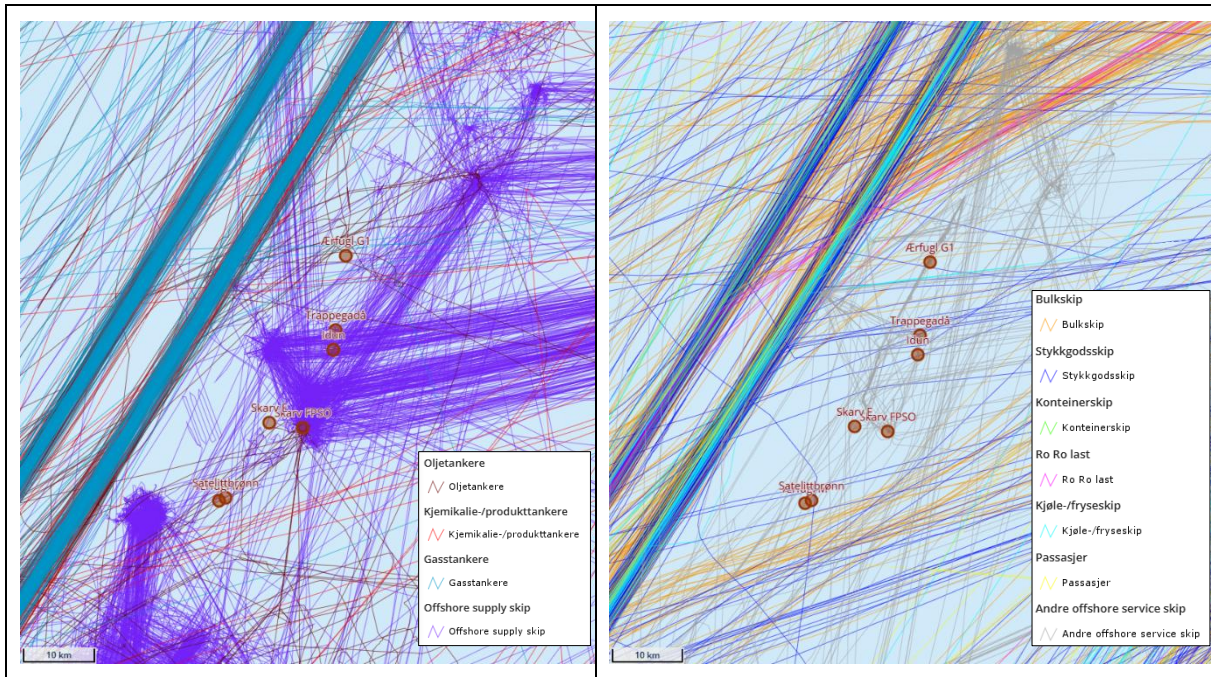 Ærfugl G1
Trappegadå
Idun
Skarv E
Skarv FPSO
Satelittbrønn
Oljetankere
Oljetankere
Kjemikalie-/produkttankere
Kjemikalie-/produkttankere
Gasstankere
Gasstankere
Offshore supply skip
Offshore supply skip
10 km
Ærfugl G1
Trappegadå
Idun
Skarv E
Skarv FPSO
Satelittbrønn
Bulkskip
Bulkskip
Stykkgodsskip
Stykkgodsskip
Konteinerskip
Konteinerskip
Ro Ro last
Ro Ro last
Kjøle-/fryseskip
Kjøle-/fryseskip
Passasjer
Passasjer
Andre offshore service skip
Andre offshore service skip
10 km